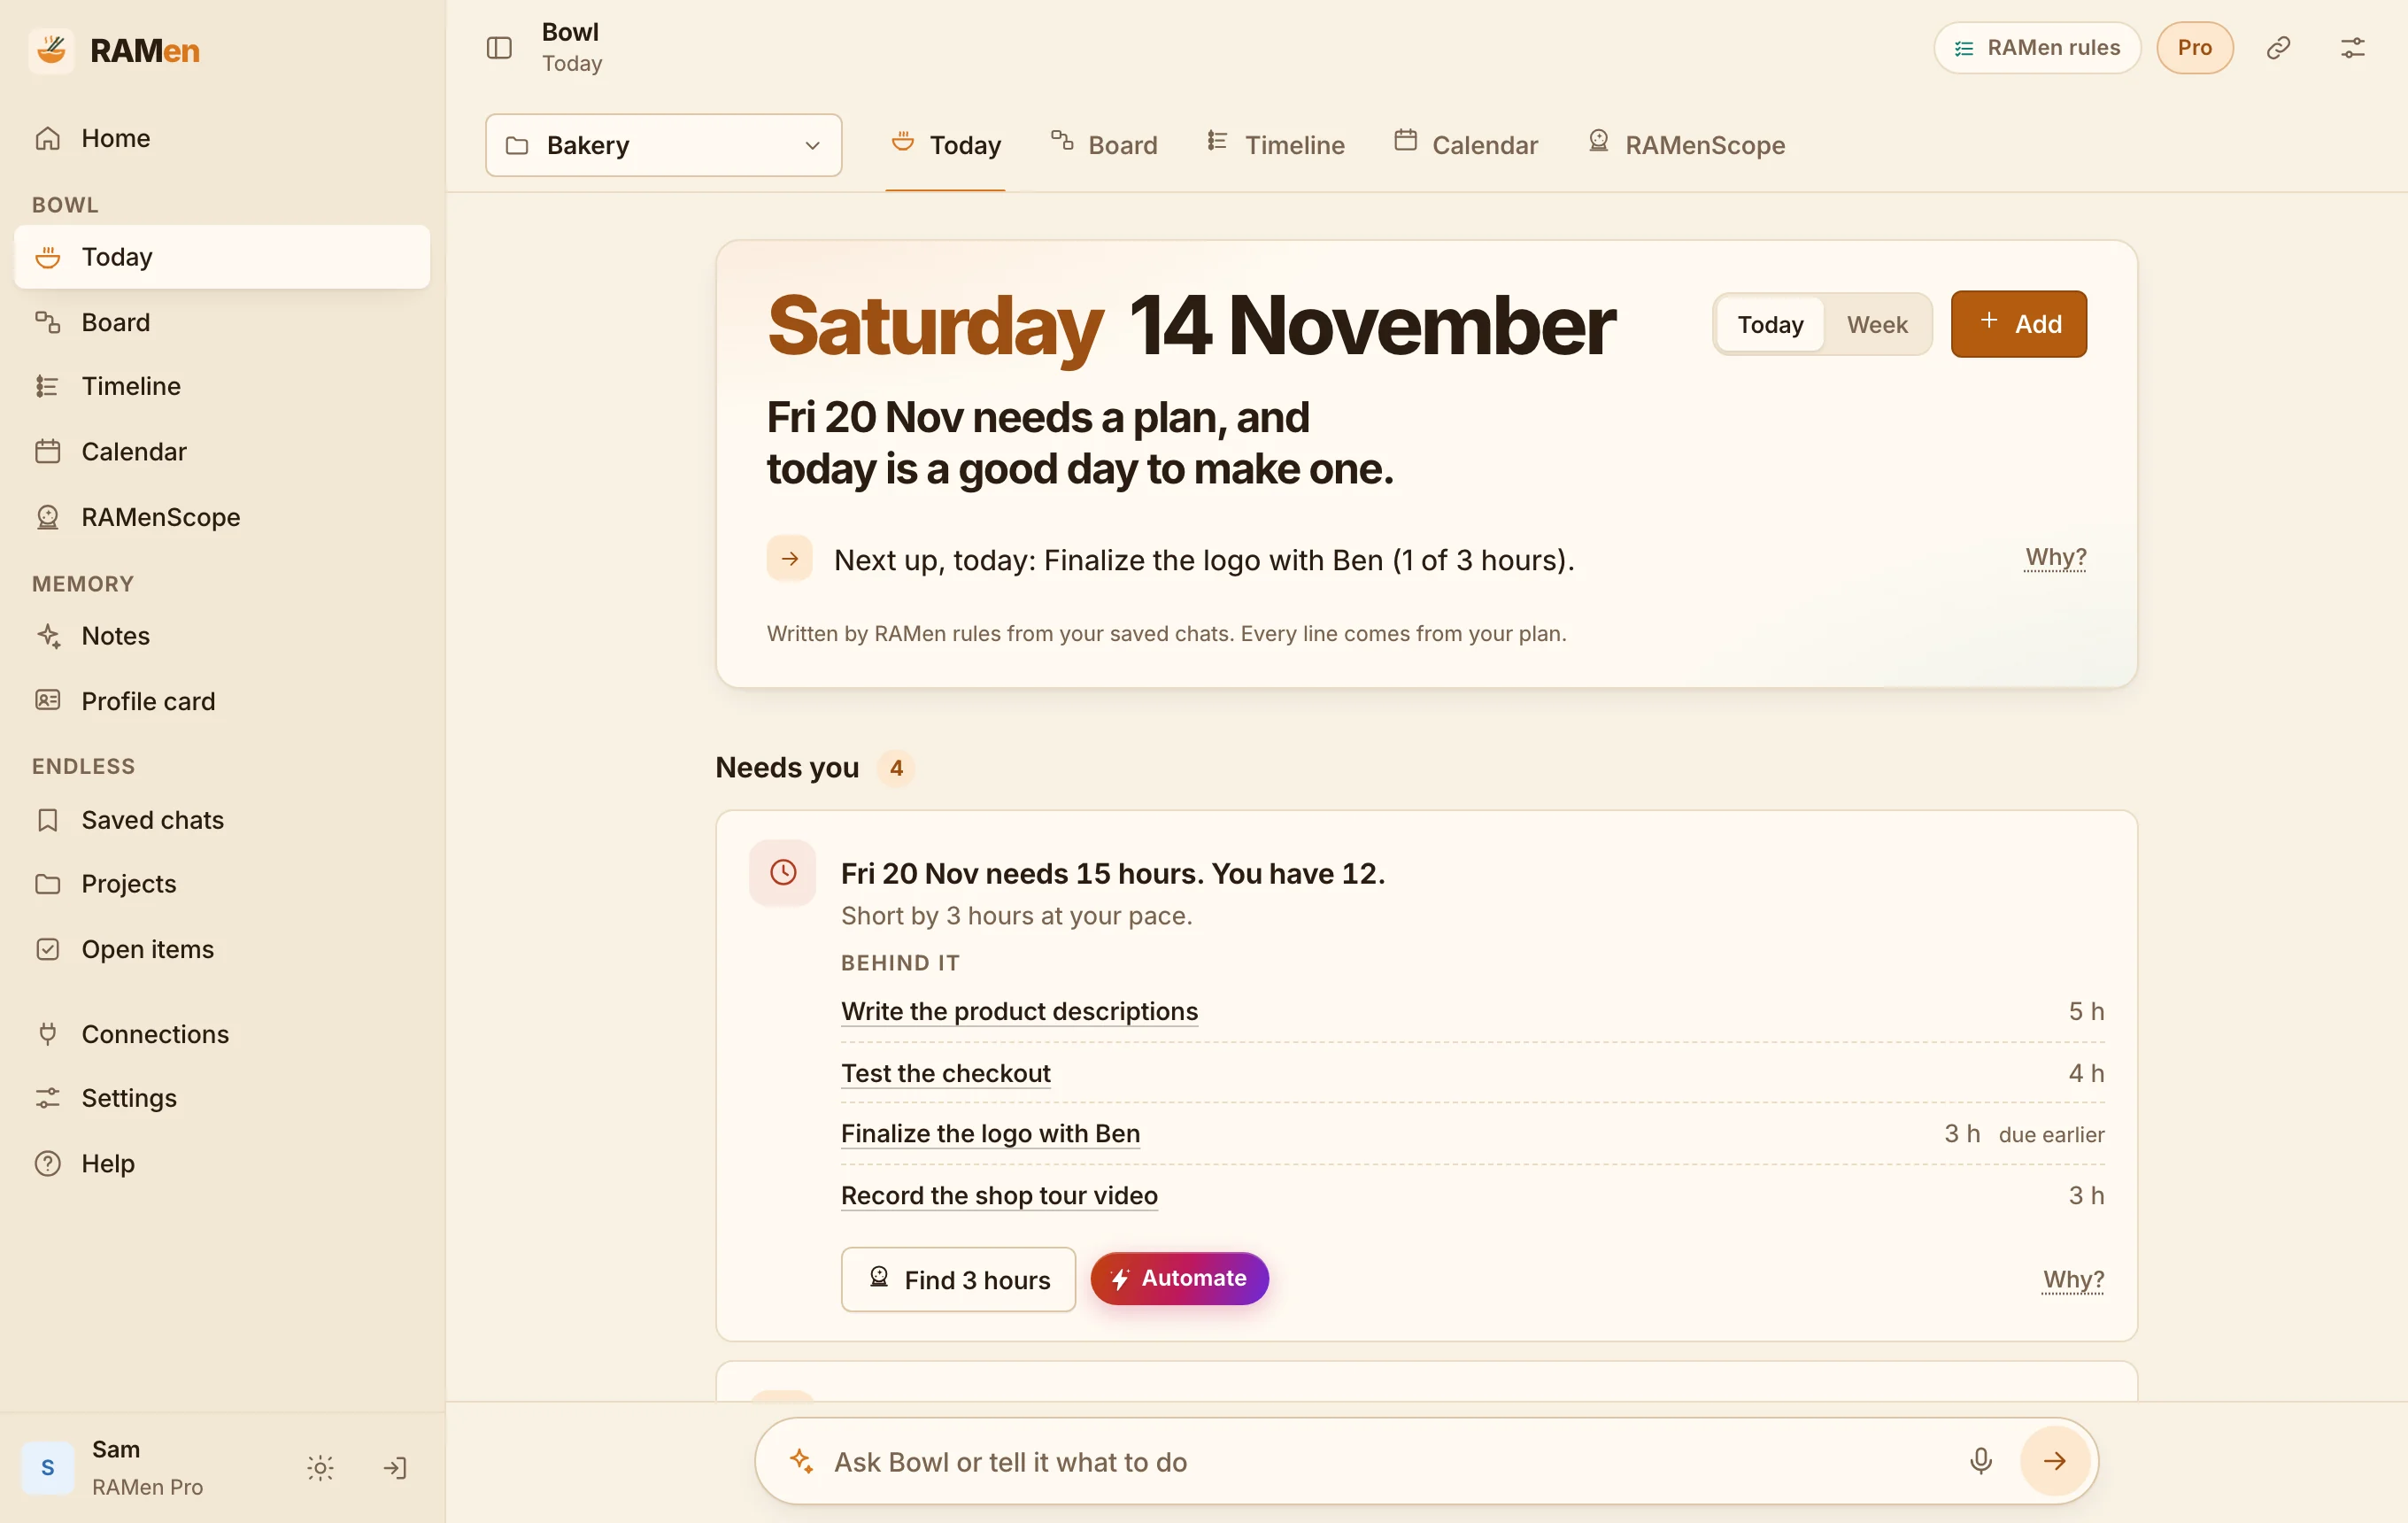 RAMen
Home
BOWL
Today
Board
Timeline
Calendar
RAMenScope
MEMORY
Notes
Profile card
ENDLESS
Saved chats
Projects
Open items
Connections
Settings
Help
S
Sam
RAMen Pro
Bowl
Today
RAMen rules
Pro
Bakery
Today
Board
Timeline
Calendar
RAMenScope
Saturday 14 November
Today
Week
+ Add
Fri 20 Nov needs a plan, and
today is a good day to make one.
Next up, today: Finalize the logo with Ben (1 of 3 hours).
Why?
Written by RAMen rules from your saved chats. Every line comes from your plan.
Needs you 4
Fri 20 Nov needs 15 hours. You have 12.
Short by 3 hours at your pace.
BEHIND IT
Write the product descriptions 5 h
Test the checkout 4 h
Finalize the logo with Ben 3 h due earlier
Record the shop tour video 3 h
Find 3 hours
Automate
Why?
Ask Bowl or tell it what to do